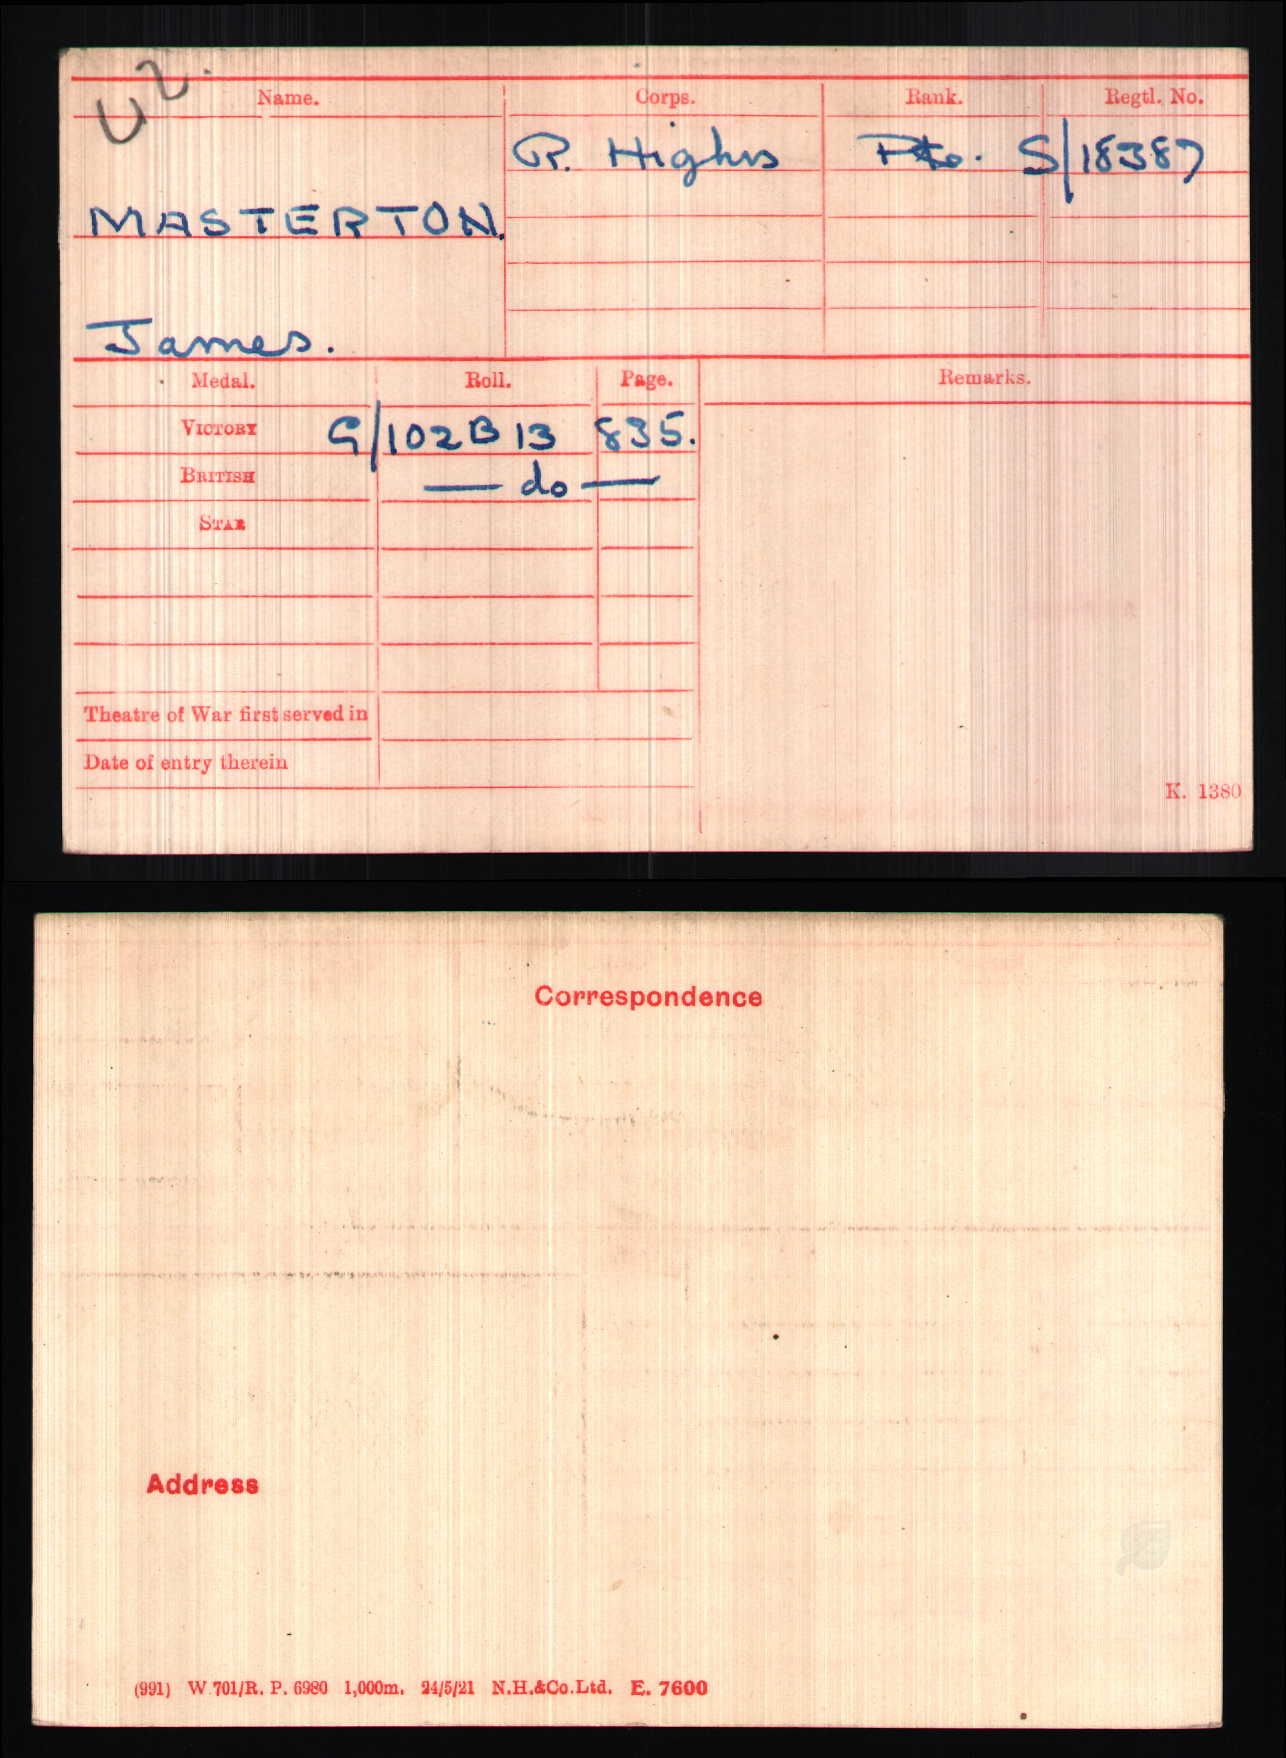 U2.
Name. Corps. Rank. Regtl. No.
R. Highrs Pte. S/18387
MASTERTON.
James.
Medal. Roll. Page. Remarks.
VICTORY G/102B13 835.
BRITISH — do —
STAR
Theatre of War first served in
Date of entry therein
K. 1380
Correspondence
Address
(991) W.701/R. P. 6980 1,000m. 24/5/21 N.H.&Co.Ltd. E. 7600